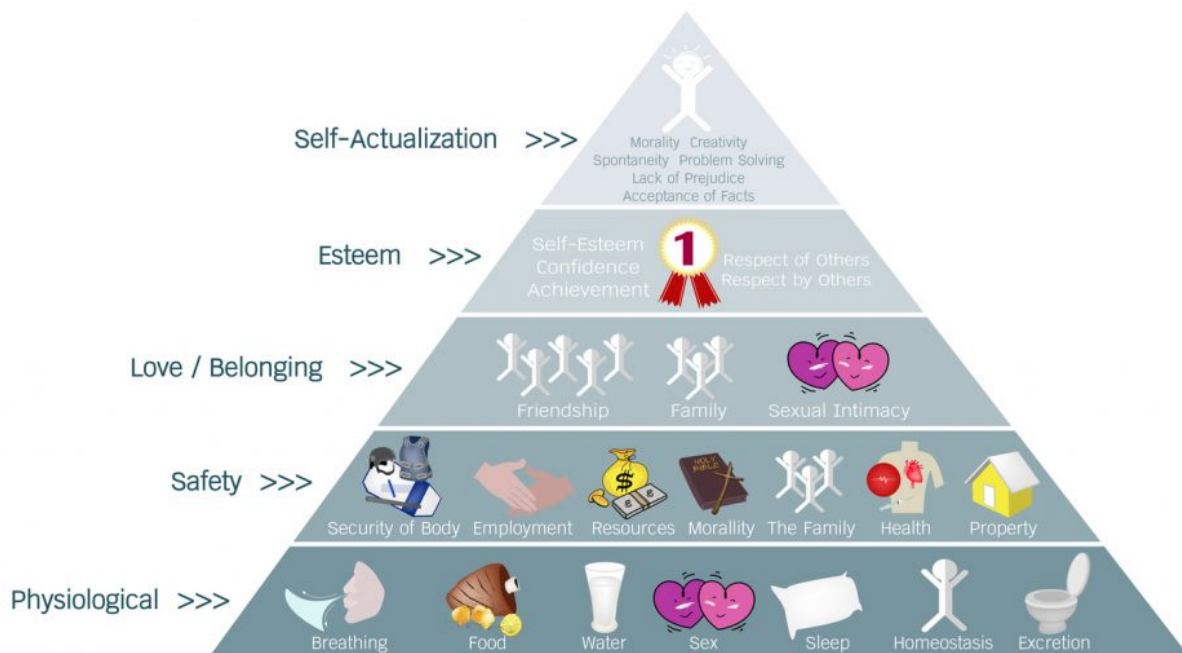 Self-Actualization >>>
Morality Creativity
Spontaneity Problem Solving
Lack of Prejudice
Acceptance of Facts
Esteem >>>
Self-Esteem
Confidence
Achievement
1
Respect of Others
Respect by Others
Love / Belonging >>>
Friendship Family Sexual Intimacy
Safety >>>
$
HOLY
BIBLE
Security of Body Employment Resources Morallity The Family Health Property
Physiological >>>
Breathing Food Water Sex Sleep Homeostasis Excretion